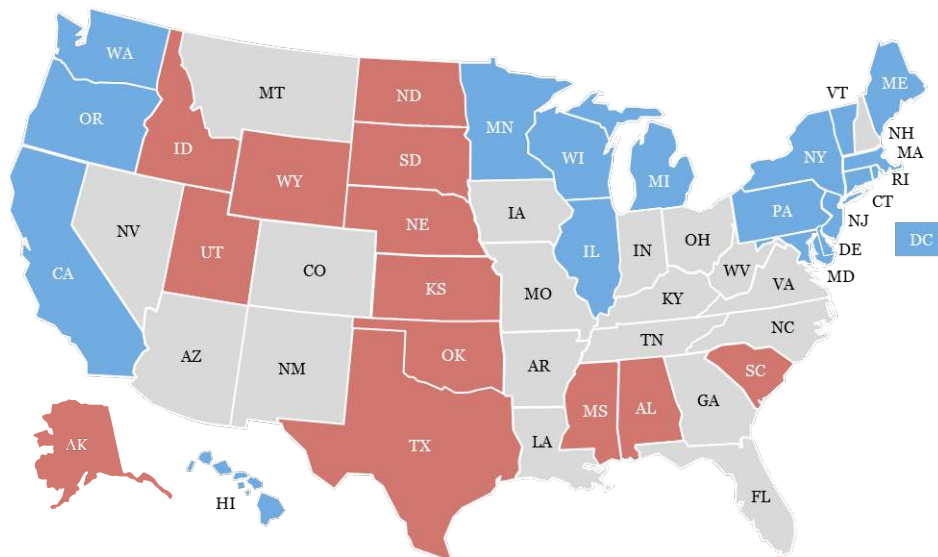 WA
ME
VT
MT
ND
OR
MN
NH
ID
SD
WI
NY
MA
WY
MI
RI
CT
IA
NE
PA
NJ
NV
OH
DC
UT
IL
IN
DE
CA
CO
WV
MD
KS
MO
VA
KY
NC
TN
AZ
OK
NM
AR
SC
MS
AL
GA
AK
TX
LA
HI
FL